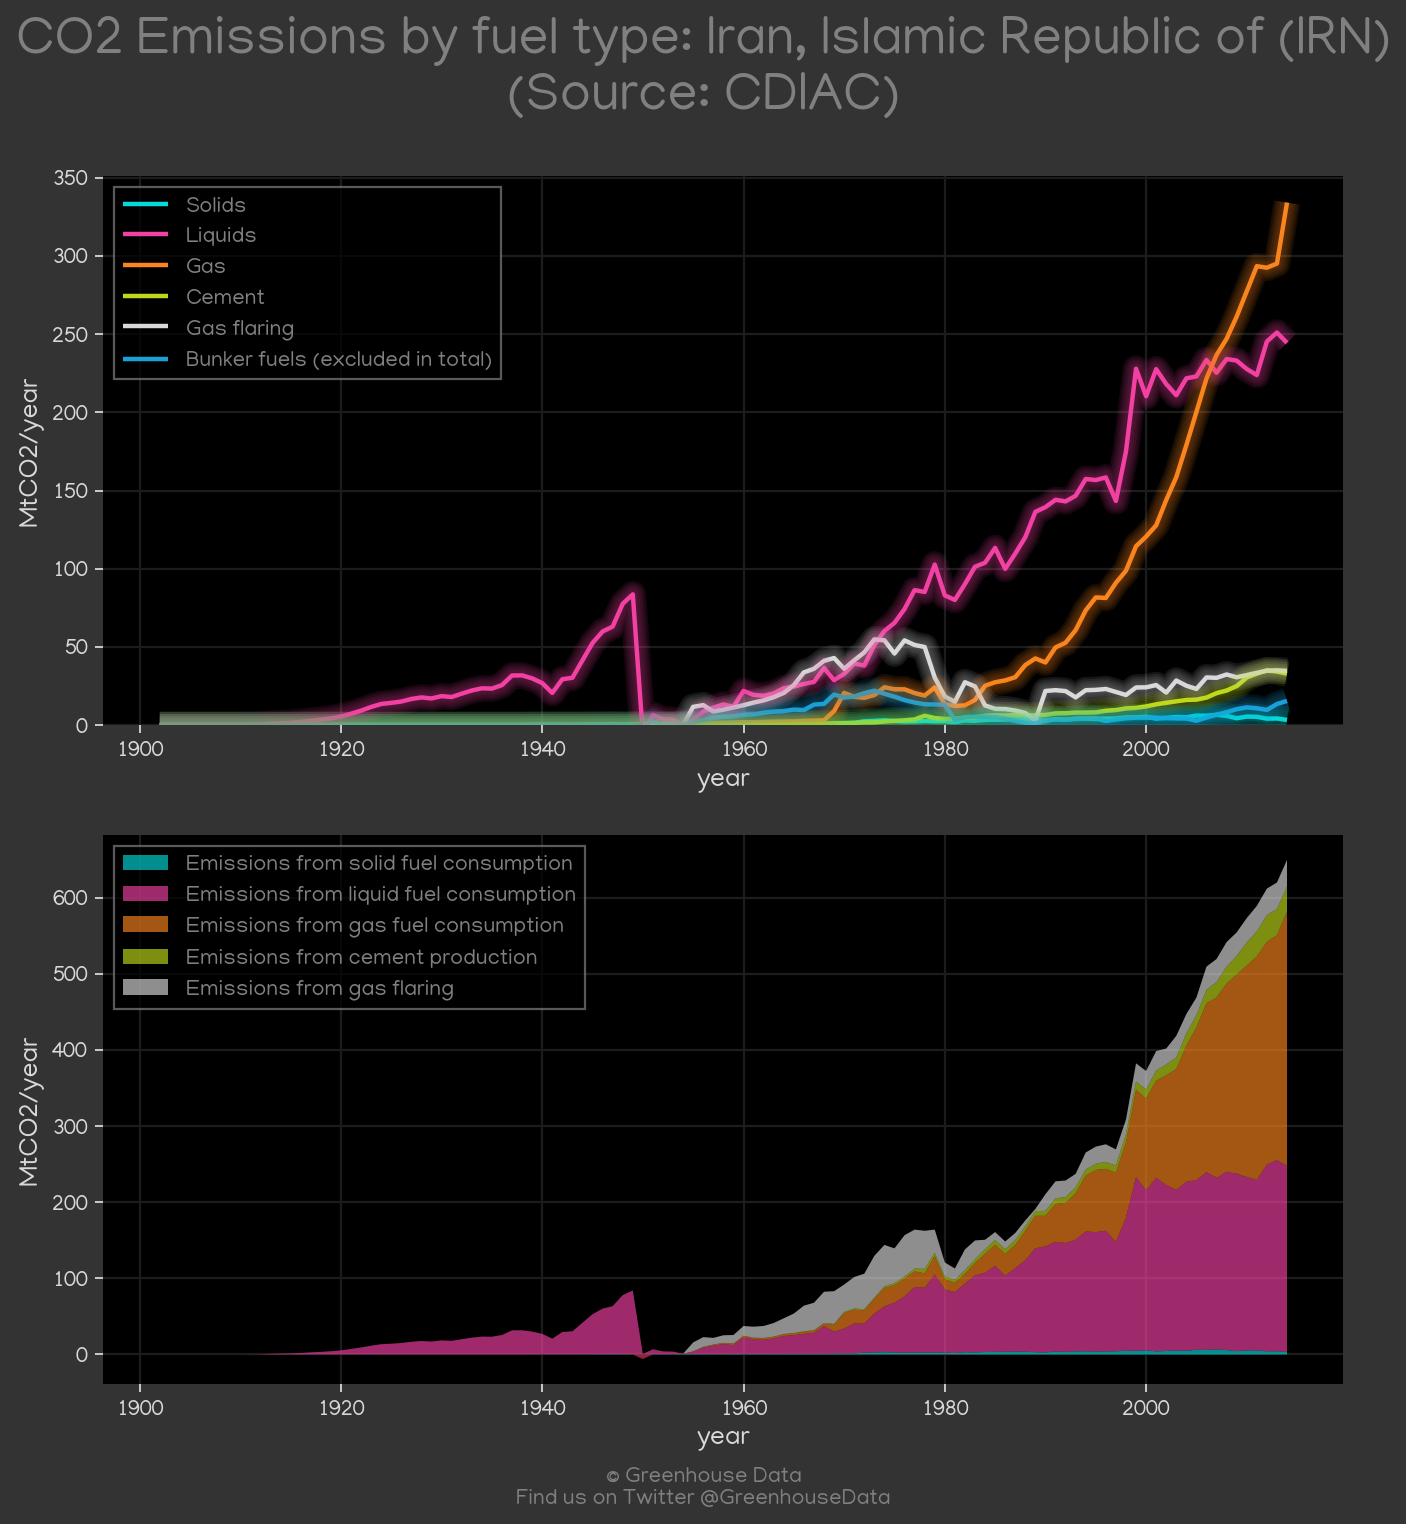 CO2 Emissions by fuel type: Iran, Islamic Republic of (IRN)
(Source: CDIAC)
350
300
250
200
150
100
50
0
MtCO2/year
Solids
Liquids
Gas
Cement
Gas flaring
Bunker fuels (excluded in total)
1900 1920 1940 1960 1980 2000
year
600
500
400
300
200
100
0
MtCO2/year
Emissions from solid fuel consumption
Emissions from liquid fuel consumption
Emissions from gas fuel consumption
Emissions from cement production
Emissions from gas flaring
1900 1920 1940 1960 1980 2000
year
© Greenhouse Data
Find us on Twitter @GreenhouseData